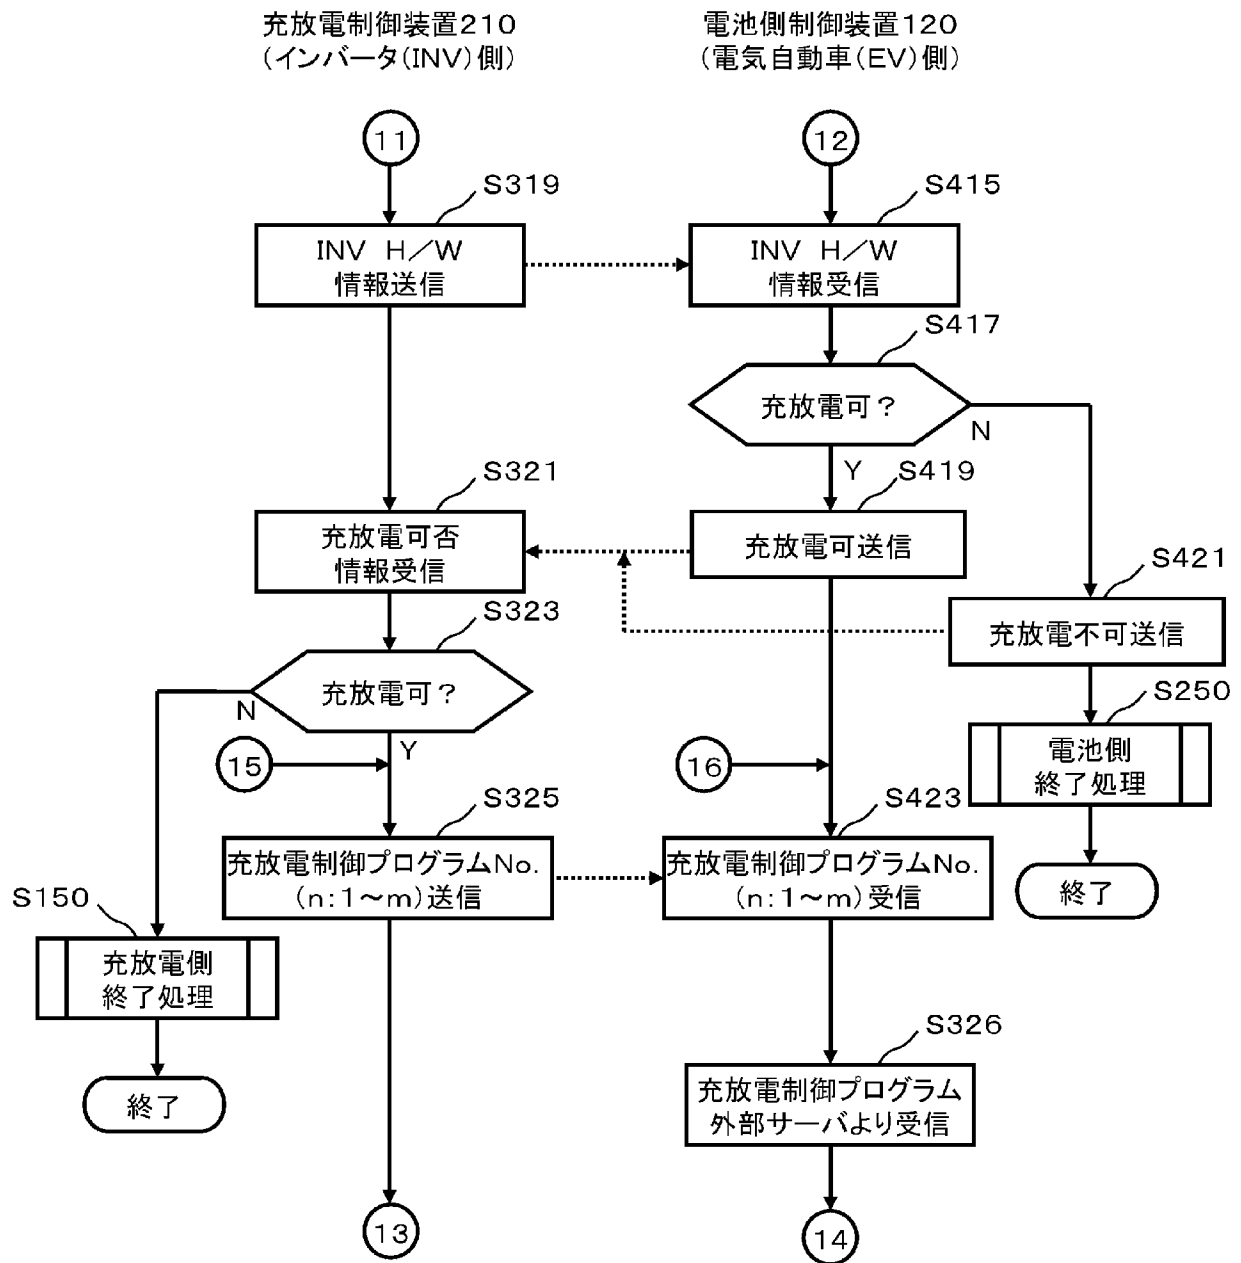 充放電制御装置210
(インバータ(INV)側)
電池側制御装置120
(電気自動車(EV)側)
11
12
S319
S415
INV H/W
情報送信
INV H/W
情報受信
S417
充放電可?
N
Y
S321
S419
充放電可否
情報受信
充放電可送信
S421
充放電不可送信
S323
充放電可?
N
Y
S250
電池側
終了処理
15
16
S325
S423
充放電制御プログラムNo.
(n:1~m)送信
充放電制御プログラムNo.
(n:1~m)受信
終了
S150
充放電側
終了処理
S326
充放電制御プログラム
外部サーバより受信
終了
13
14